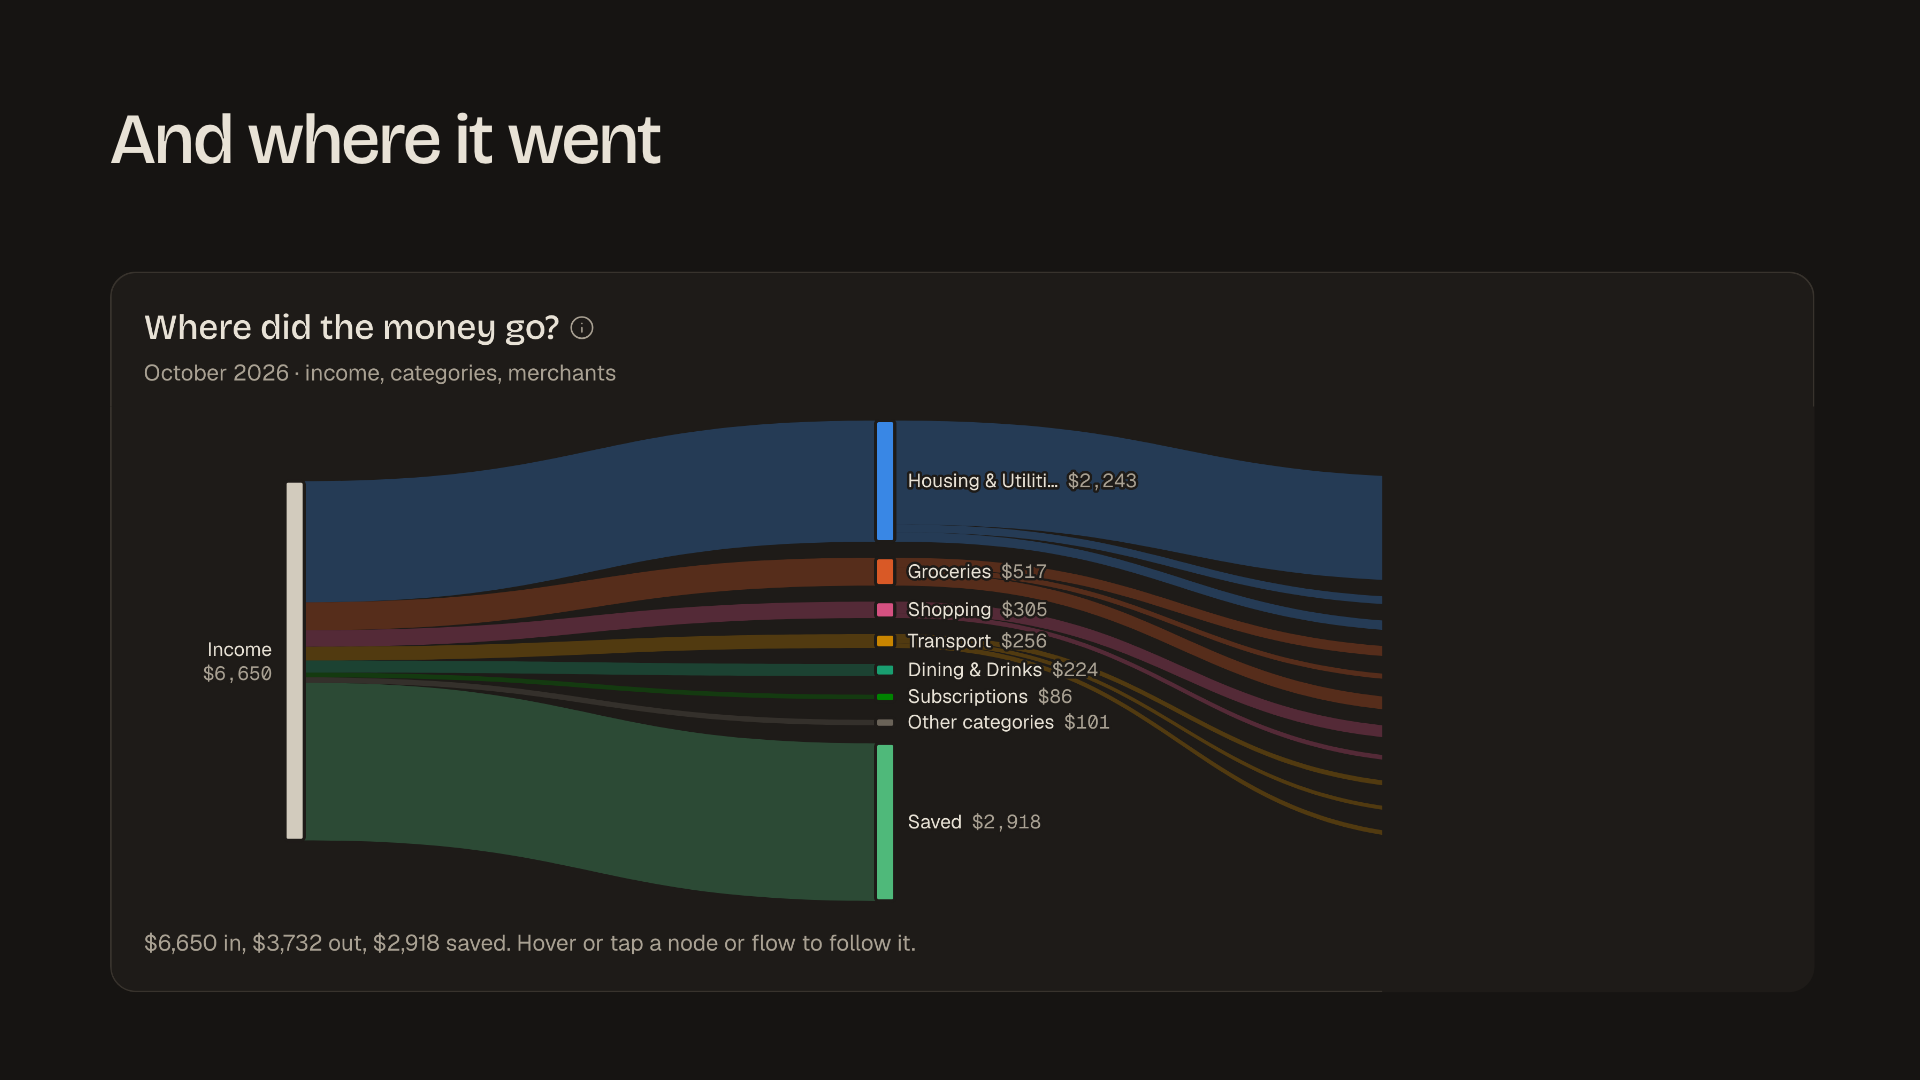 And where it went
Where did the money go?
October 2026 · income, categories, merchants
Housing & Utiliti... $2,243
Groceries $517
Shopping $305
Transport $256
Income
$6,650
Dining & Drinks $224
Subscriptions $86
Other categories $101
Saved $2,918
$6,650 in, $3,732 out, $2,918 saved. Hover or tap a node or flow to follow it.